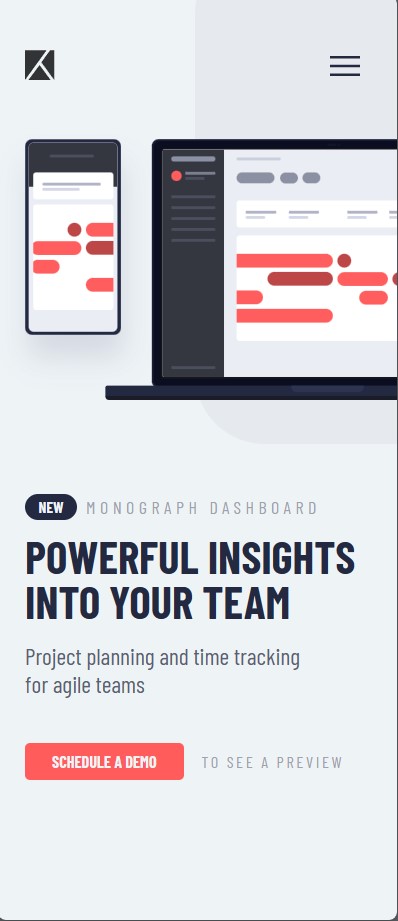 NEW MONOGRAPH DASHBOARD
POWERFUL INSIGHTS
INTO YOUR TEAM
Project planning and time tracking
for agile teams
SCHEDULE A DEMO TO SEE A PREVIEW